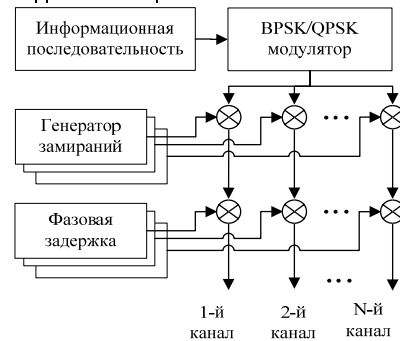 Информационная
последовательность
BPSK/QPSK
модулятор
Генератор
замираний
Фазовая
задержка
1-й
канал
2-й
канал
N-й
канал